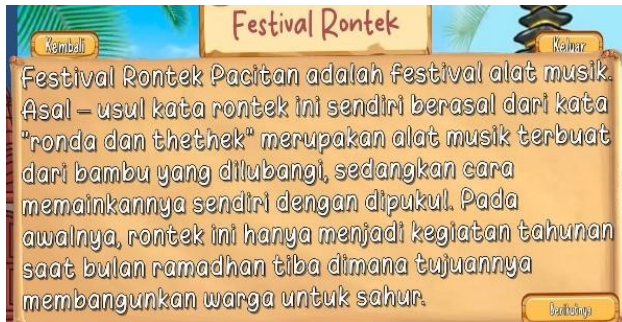 Festival Rontek
Kembali
Keluar
Festival Rontek Pacitan adalah festival alat musik.
Asal – usul kata rontek ini sendiri berasal dari kata
"ronda dan thethek" merupakan alat musik terbuat
dari bambu yang dilubangi, sedangkan cara
memainkannya sendiri dengan dipukul. Pada
awalnya, rontek ini hanya menjadi kegiatan tahunan
saat bulan ramadhan tiba dimana tujuannya
membangunkan warga untuk sahur.
Berikutnya